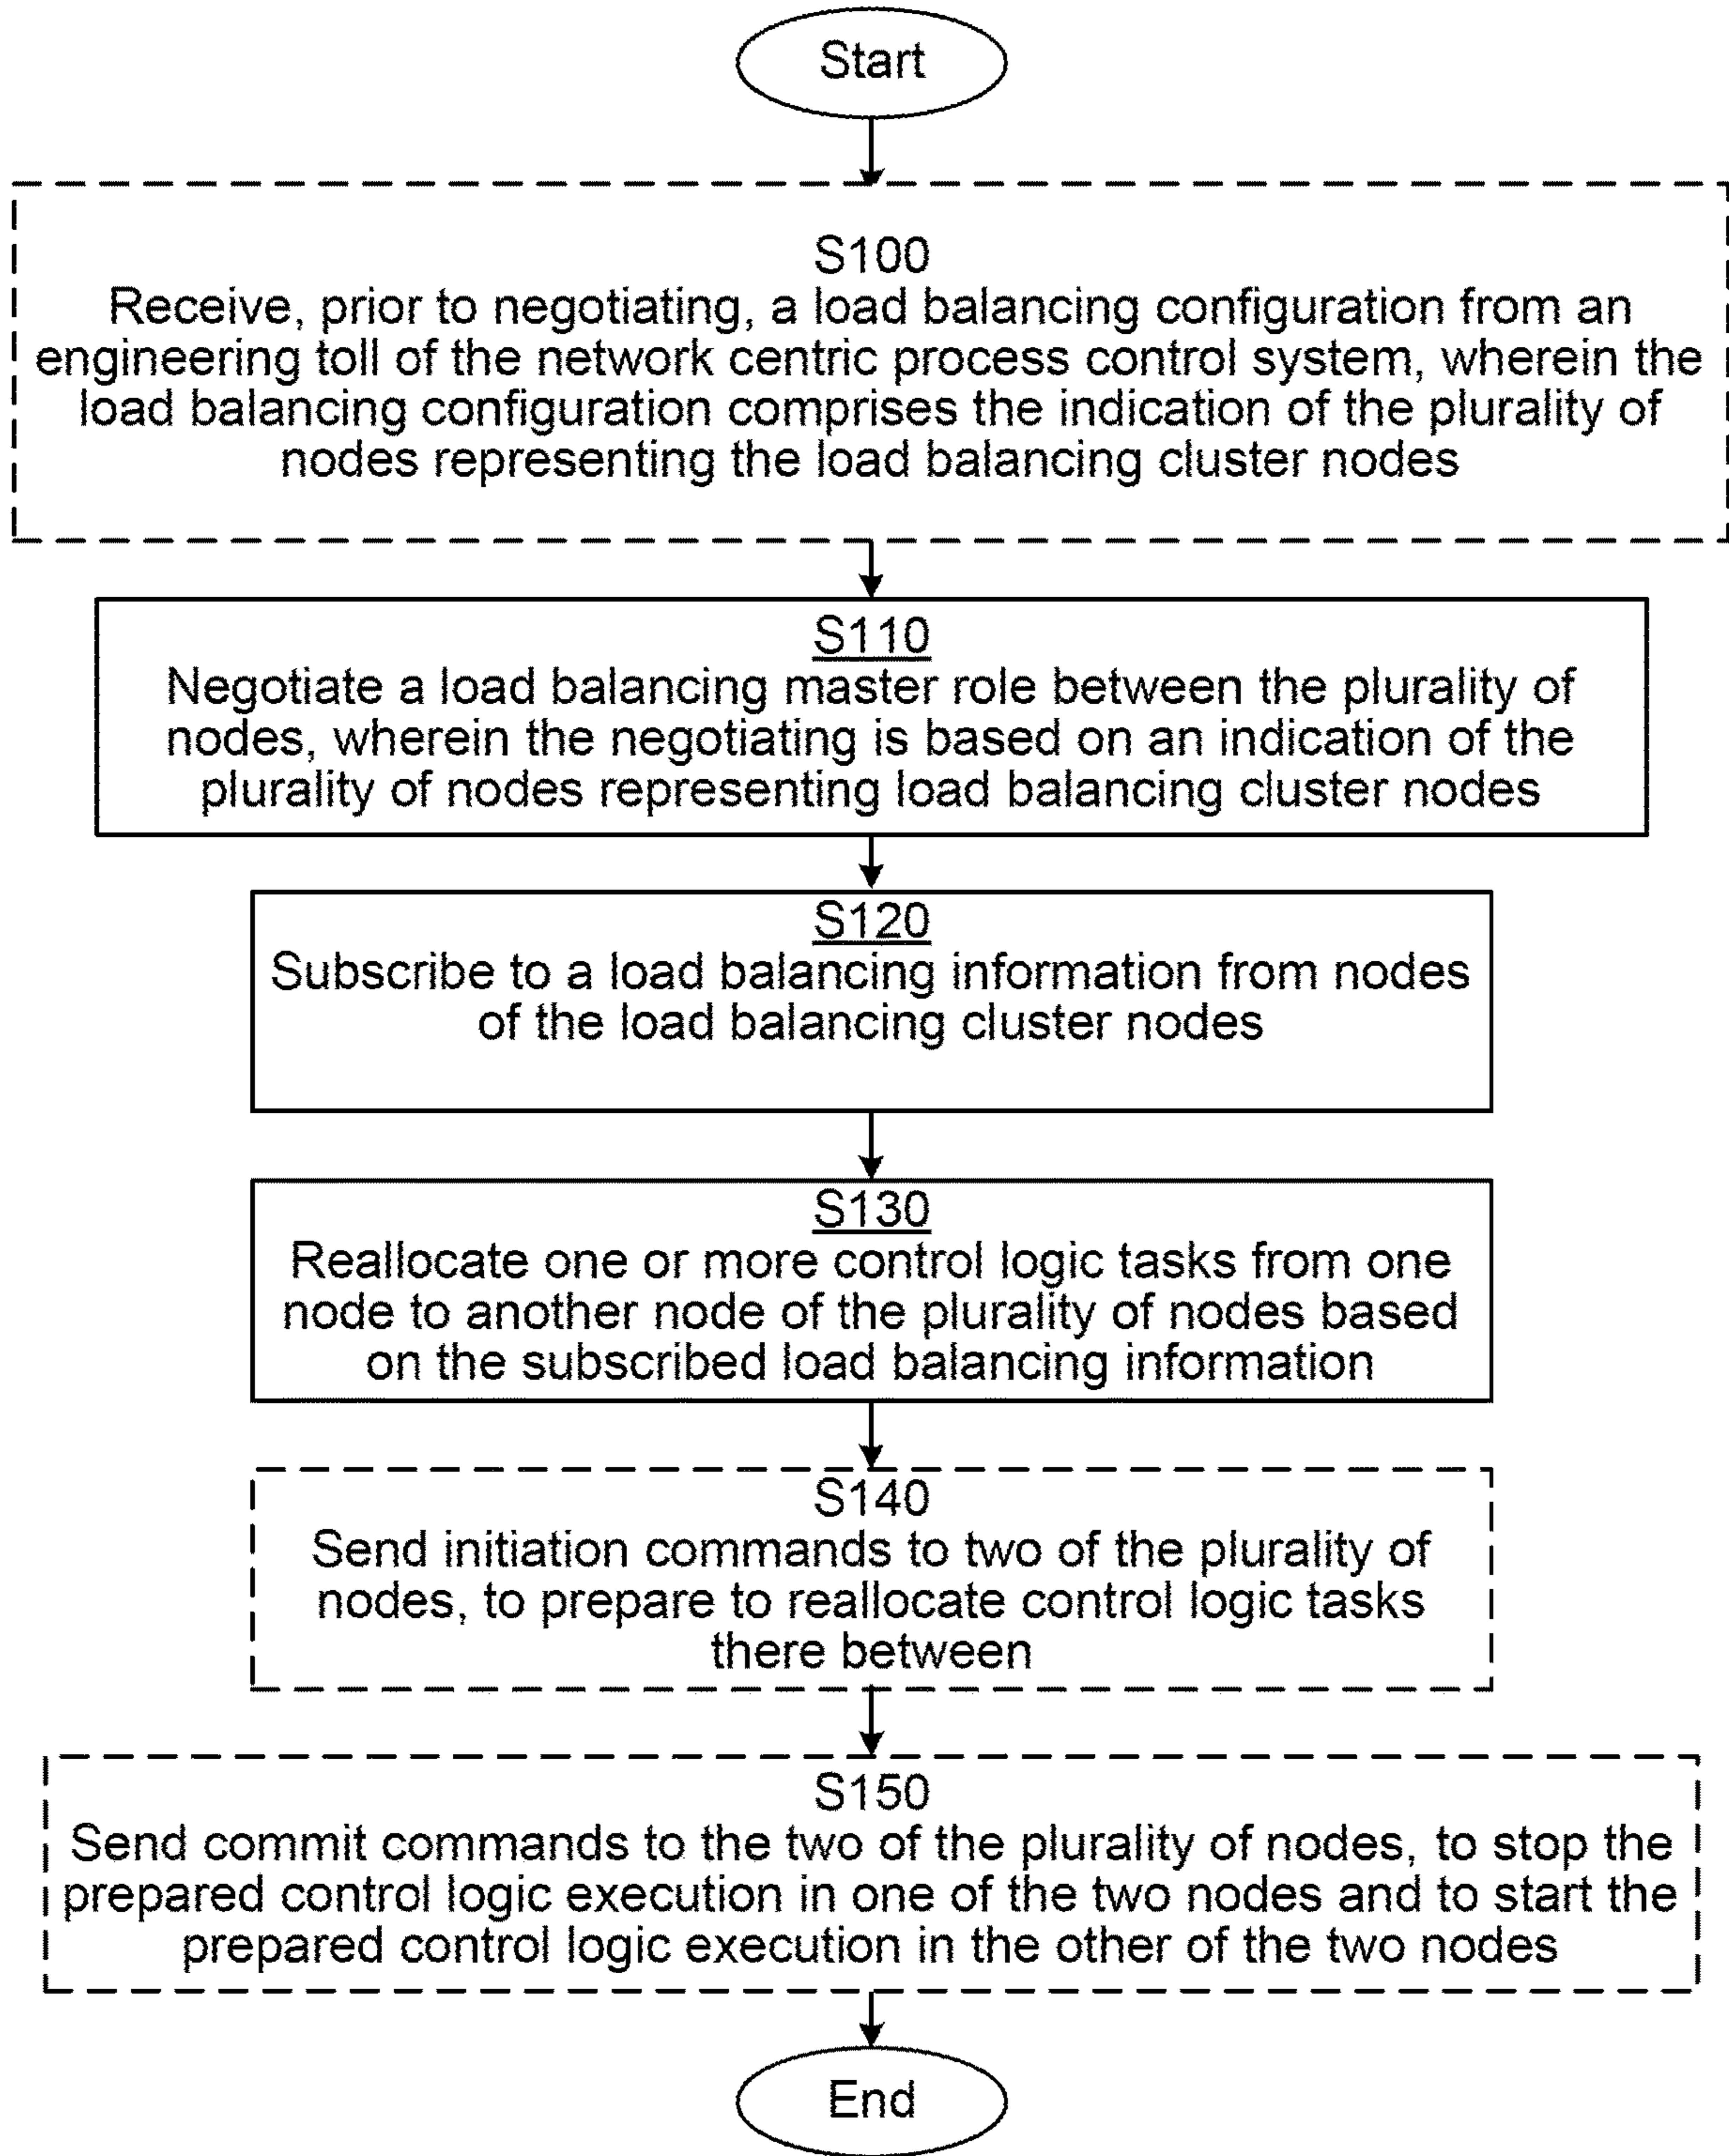 Start
S100
Receive, prior to negotiating, a load balancing configuration from an
engineering toll of the network centric process control system, wherein the
load balancing configuration comprises the indication of the plurality of
nodes representing the load balancing cluster nodes
S110
Negotiate a load balancing master role between the plurality of
nodes, wherein the negotiating is based on an indication of the
plurality of nodes representing load balancing cluster nodes
S120
Subscribe to a load balancing information from nodes
of the load balancing cluster nodes
S130
Reallocate one or more control logic tasks from one
node to another node of the plurality of nodes based
on the subscribed load balancing information
S140
Send initiation commands to two of the plurality of
nodes, to prepare to reallocate control logic tasks
there between
S150
Send commit commands to the two of the plurality of nodes, to stop the
prepared control logic execution in one of the two nodes and to start the
prepared control logic execution in the other of the two nodes
End